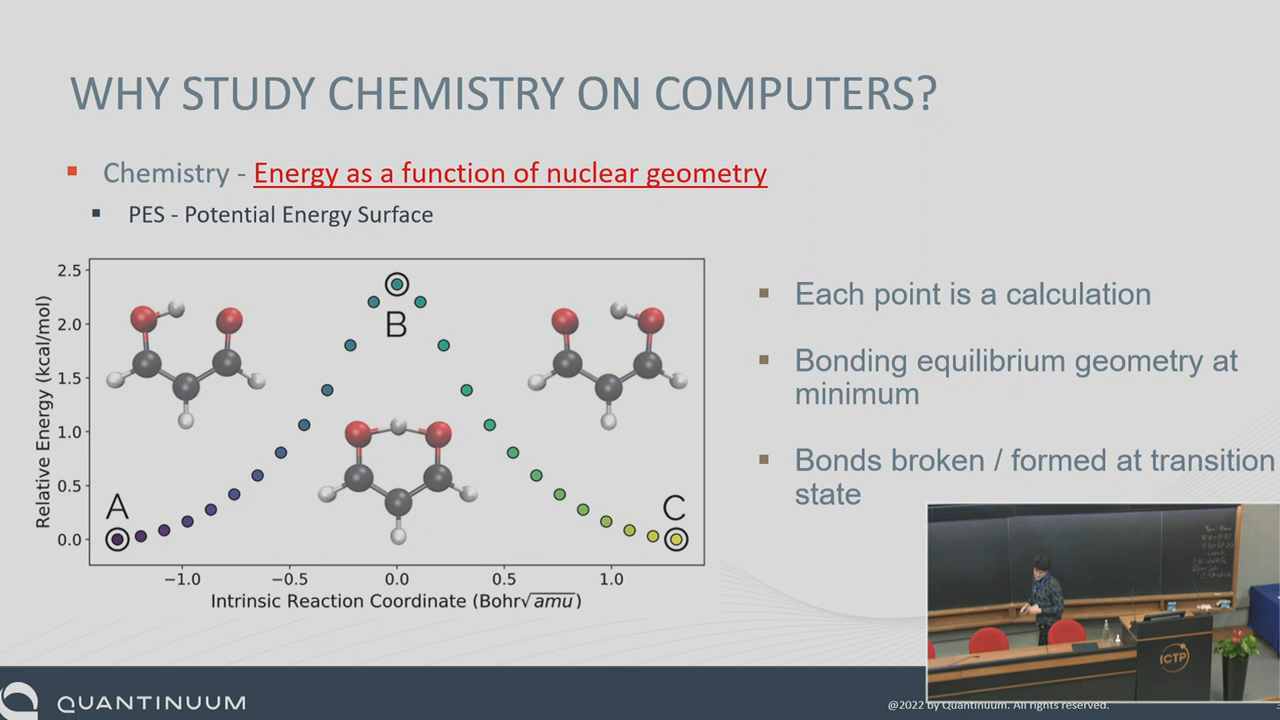 WHY STUDY CHEMISTRY ON COMPUTERS?
Chemistry - Energy as a function of nuclear geometry
PES - Potential Energy Surface
2.5
2.0
1.5
1.0
0.5
0.0
Relative Energy (kcal/mol)
A
B
C
−1.0
−0.5
0.0
0.5
1.0
Intrinsic Reaction Coordinate (Bohr√amu)
Each point is a calculation
Bonding equilibrium geometry at
minimum
Bonds broken / formed at transition
state
ICTP
QUANTINUUM
@2022 by Quantinuum. All rights reserved.